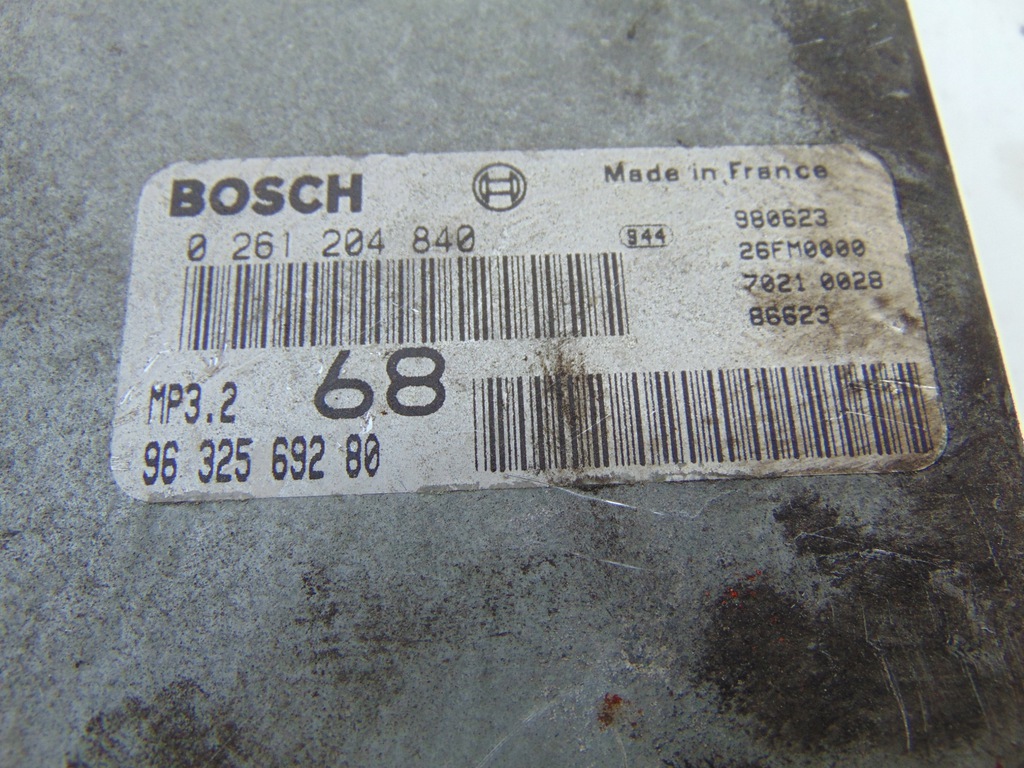 BOSCH
Made in France
0 261 204 840
944
980623
26FM0000
7021 0028
86623
MP3.2
68
96 325 692 80